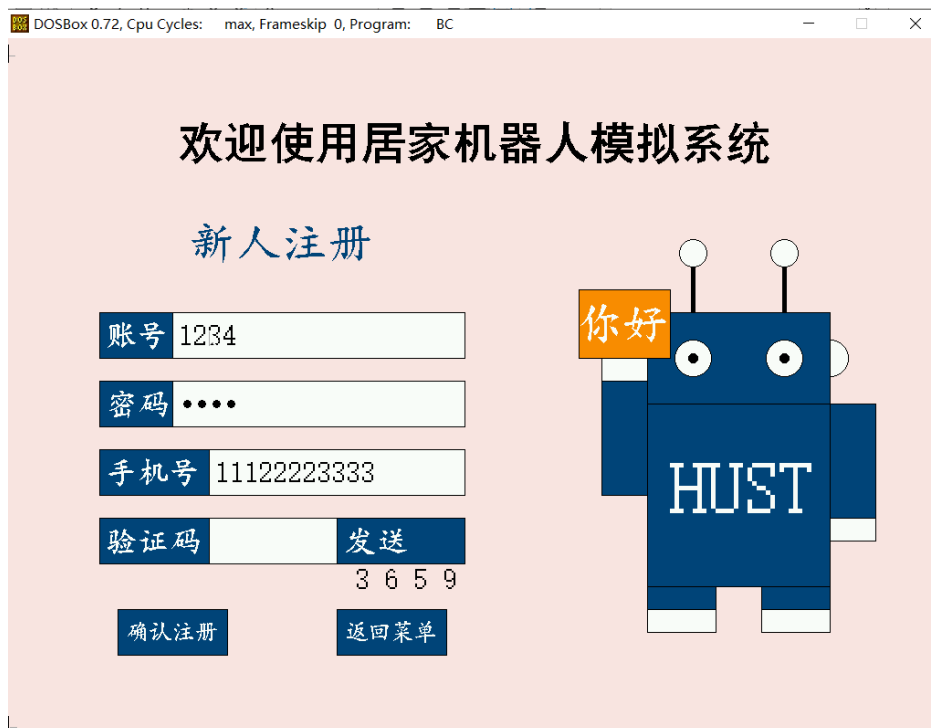 DOSBox 0.72, Cpu Cycles: max, Frameskip 0, Program: BC
欢迎使用居家机器人模拟系统
新人注册
你好
账号 1234
密码 ••••
HUST
手机号 11122223333
验证码 发送
3 6 5 9
确认注册 返回菜单